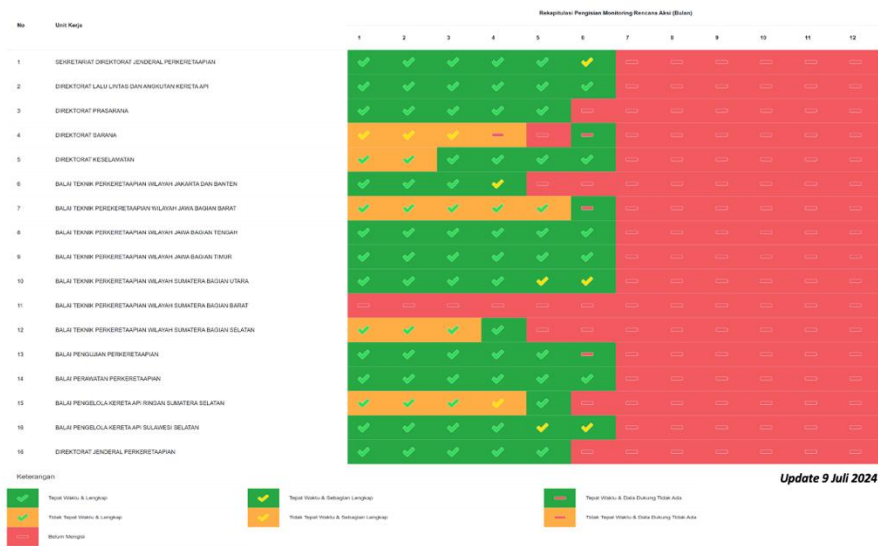 Rekapitulasi Pengisian Monitoring Rencana Aksi (Bulan)
No Unit Kerja
1 2 3 4 5 6 7 8 9 10 11 12
1 SEKRETARIAT DIREKTORAT JENDERAL PERKERETAAPIAN
2 DIREKTORAT LALU LINTAS DAN ANGKUTAN KERETA API
3 DIREKTORAT PRASARANA
4 DIREKTORAT SARANA
5 DIREKTORAT KESELAMATAN
6 BALAI TEKNIK PERKERETAAPIAN WILAYAH JAKARTA DAN BANTEN
7 BALAI TEKNIK PEREKERETAAPIAN WILAYAH JAWA BAGIAN BARAT
8 BALAI TEKNIK PERKERETAAPIAN WILAYAH JAWA BAGIAN TENGAH
9 BALAI TEKNIK PERKERETAAPIAN WILAYAH JAWA BAGIAN TIMUR
10 BALAI TEKNIK PERKERETAAPIAN WILAYAH SUMATERA BAGIAN UTARA
11 BALAI TEKNIK PERKERETAAPIAN WILAYAH SUMATERA BAGIAN BARAT
12 BALAI TEKNIK PERKERETAAPIAN WILAYAH SUMATERA BAGIAN SELATAN
13 BALAI PENGUJIAN PERKERETAAPIAN
14 BALAI PERAWATAN PERKERETAAPIAN
15 BALAI PENGELOLA KERETA API RINGAN SUMATERA SELATAN
16 BALAI PENGELOLA KERETA API SULAWESI SELATAN
16 DIREKTORAT JENDERAL PERKERETAAPIAN
Keterangan
Update 9 Juli 2024
Tepat Waktu & Lengkap
Tepat Waktu & Sebagian Lengkap
Tepat Waktu & Data Dukung Tidak Ada
Tidak Tepat Waktu & Lengkap
Tidak Tepat Waktu & Sebagian Lengkap
Tidak Tepat Waktu & Data Dukung Tidak Ada
Belum Mengisi